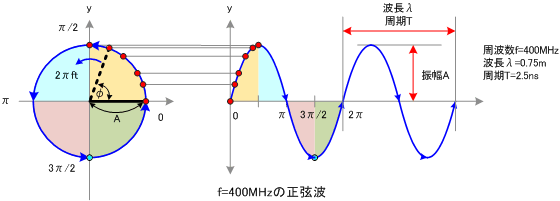 y
π/2
2πft
φ
A
π
0
3π/2
y
0
π
3π/2
2π
波長λ
周期T
振幅A
周波数f=400MHz
波長λ=0.75m
周期T=2.5ns
f=400MHzの正弦波